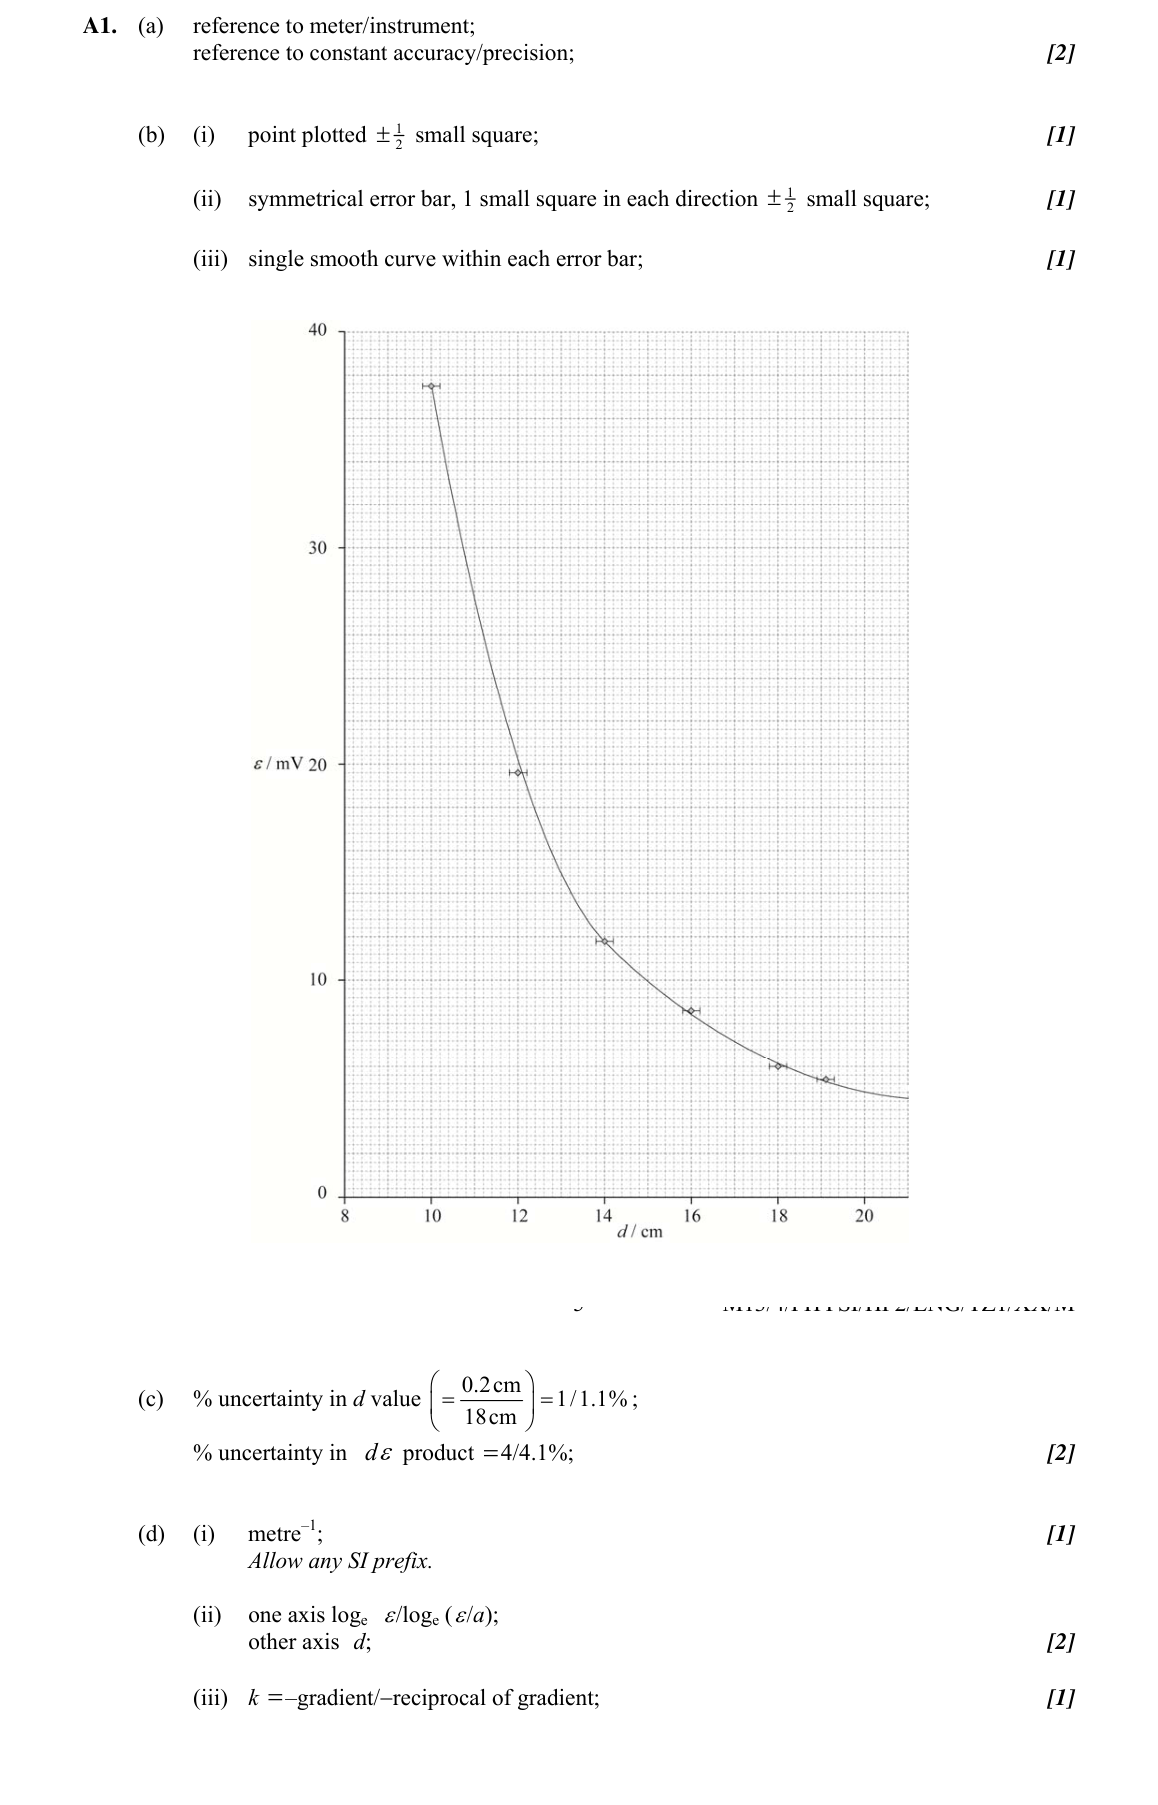 A1. (a) reference to meter/instrument;
reference to constant accuracy/precision; [2]
(b) (i) point plotted ±½ small square; [1]
(ii) symmetrical error bar, 1 small square in each direction ±½ small square; [1]
(iii) single smooth curve within each error bar; [1]
40
30
ε / mV 20
10
0
8 10 12 14 16 18 20
d / cm
(c) % uncertainty in d value (= 0.2 cm / 18 cm) = 1/1.1%;
% uncertainty in dε product =4/4.1%; [2]
(d) (i) metre⁻¹; [1]
Allow any SI prefix.
(ii) one axis logₑ ε/logₑ (ε/a);
other axis d; [2]
(iii) k =–gradient/–reciprocal of gradient; [1]